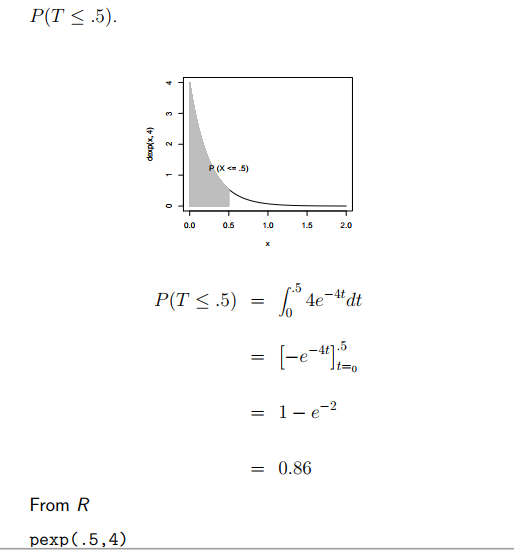 P(T ≤ .5).
4
3
2
1
0
dexp(x, 4)
P (X <= .5)
0.0 0.5 1.0 1.5 2.0
x
P(T ≤ .5) = ∫₀^.5 4e^{−4t}dt
= [−e^{−4t}]^{.5}_{t=0}
= 1 − e^{−2}
= 0.86
From R
pexp(.5,4)